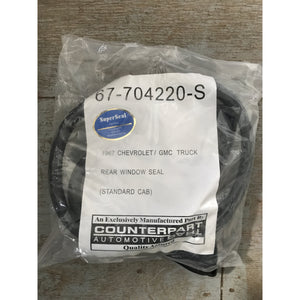 67-704220-S
SuperSeal
1967 CHEVROLET/ GMC TRUCK
REAR WINDOW SEAL
(STANDARD CAB)
An Exclusively Manufactured Part By
COUNTERPART
AUTOMOTIVE
Quality